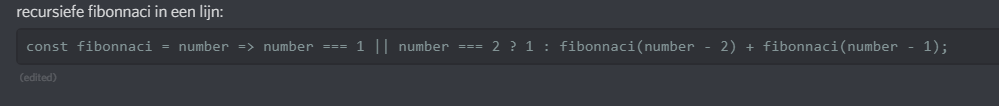 recursiefe fibonnaci in een lijn:
const fibonnaci = number => number === 1 || number === 2 ? 1 : fibonnaci(number - 2) + fibonnaci(number - 1);
(edited)